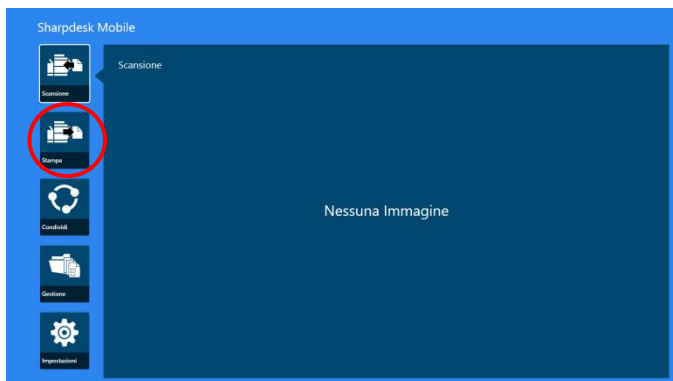 Sharpdesk Mobile
Scansione
Scansione
Stampa
Condividi
Nessuna Immagine
Gestione
Impostazioni